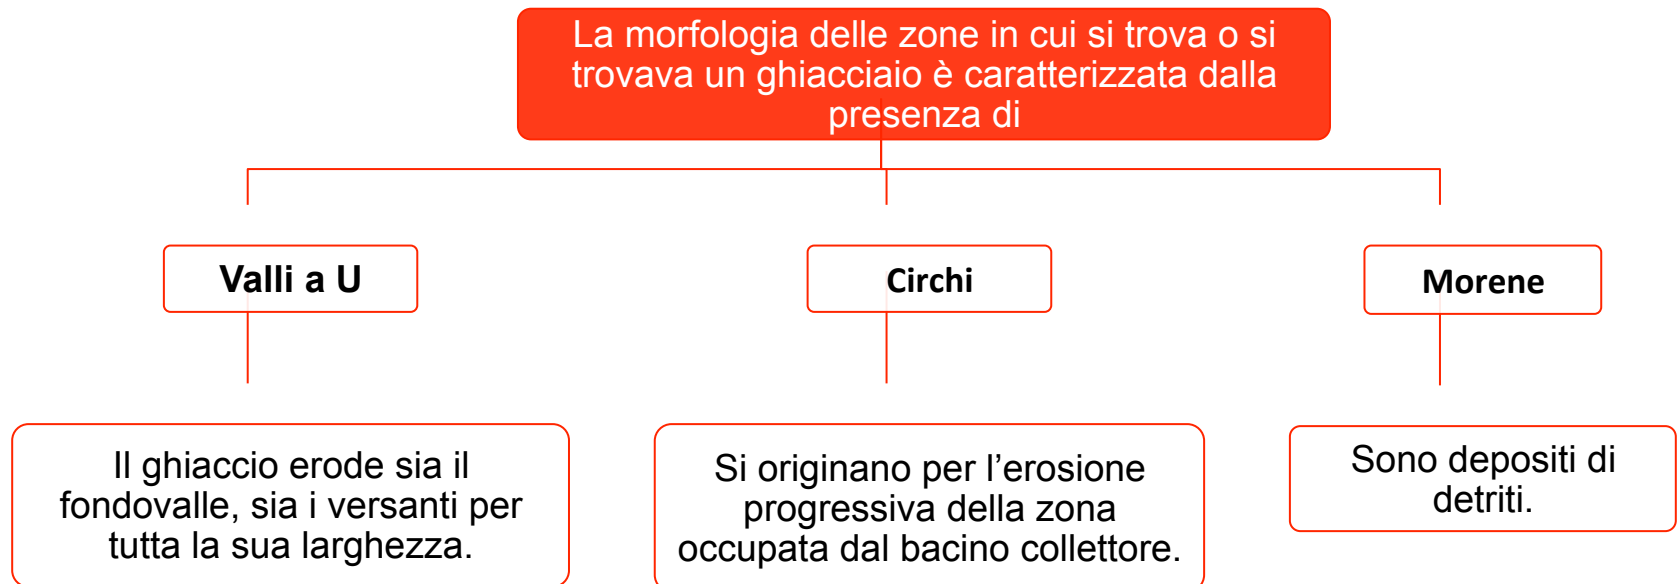 La morfologia delle zone in cui si trova o si
trovava un ghiacciaio è caratterizzata dalla
presenza di
Valli a U
Circhi
Morene
Il ghiaccio erode sia il
fondovalle, sia i versanti per
tutta la sua larghezza.
Si originano per l’erosione
progressiva della zona
occupata dal bacino collettore.
Sono depositi di
detriti.